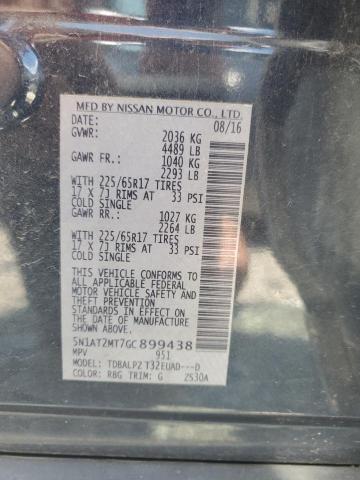 MFD BY NISSAN MOTOR CO., LTD.
DATE: 08/16
GVWR: 2036 KG
4489 LB
GAWR FR.: 1040 KG
2293 LB
WITH 225/65R17 TIRES
17 X 7J RIMS AT 33 PSI
COLD SINGLE
GAWR RR.: 1027 KG
2264 LB
WITH 225/65R17 TIRES
17 X 7J RIMS AT 33 PSI
COLD SINGLE
THIS VEHICLE CONFORMS TO
ALL APPLICABLE FEDERAL
MOTOR VEHICLE SAFETY AND
THEFT PREVENTION
STANDARDS IN EFFECT ON
THE DATE OF MANUFACTURE
SHOWN ABOVE.
5N1AT2MT7GC899438
MPV 951
MODEL: TDBALPZ T32EUAD---D
COLOR: RBG TRIM: G ZS30A